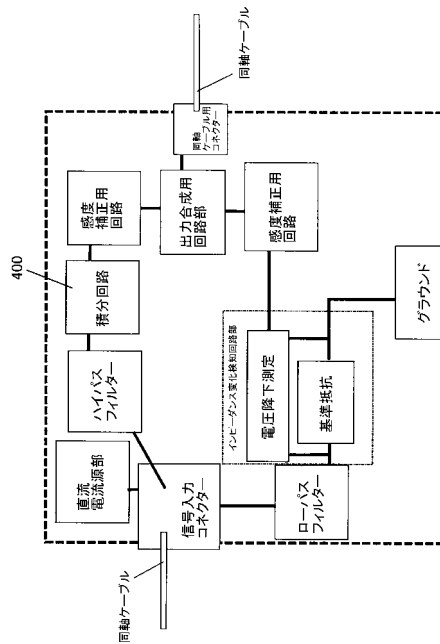 400
同軸ケーブル
直流
電流源部
信号入力
コネクター
ハイパス
フィルター
積分回路
感度
補正用
回路
出力合成用
回路部
同軸
ケーブル用
コネクター
同軸ケーブル
感度補正用
回路
インピーダンス変化検知回路部
電圧降下測定
基準抵抗
ローパス
フィルター
グラウンド